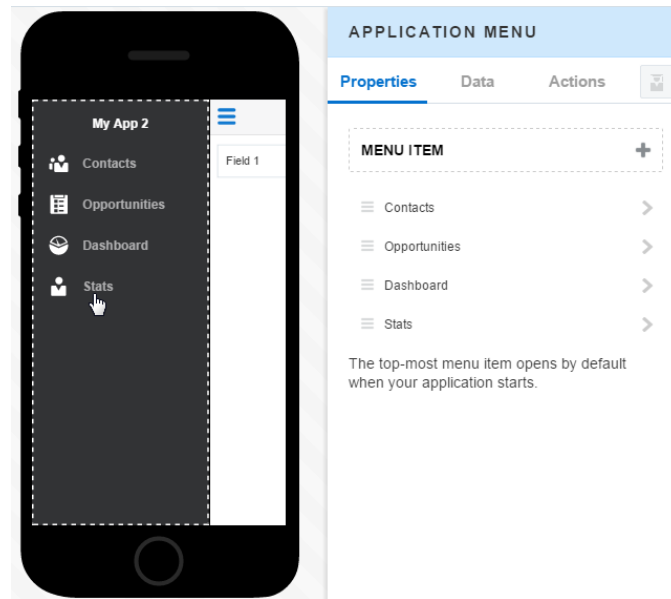 My App 2
Contacts
Opportunities
Dashboard
Stats
Field 1
APPLICATION MENU
Properties Data Actions
MENU ITEM
Contacts
Opportunities
Dashboard
Stats
The top-most menu item opens by default
when your application starts.